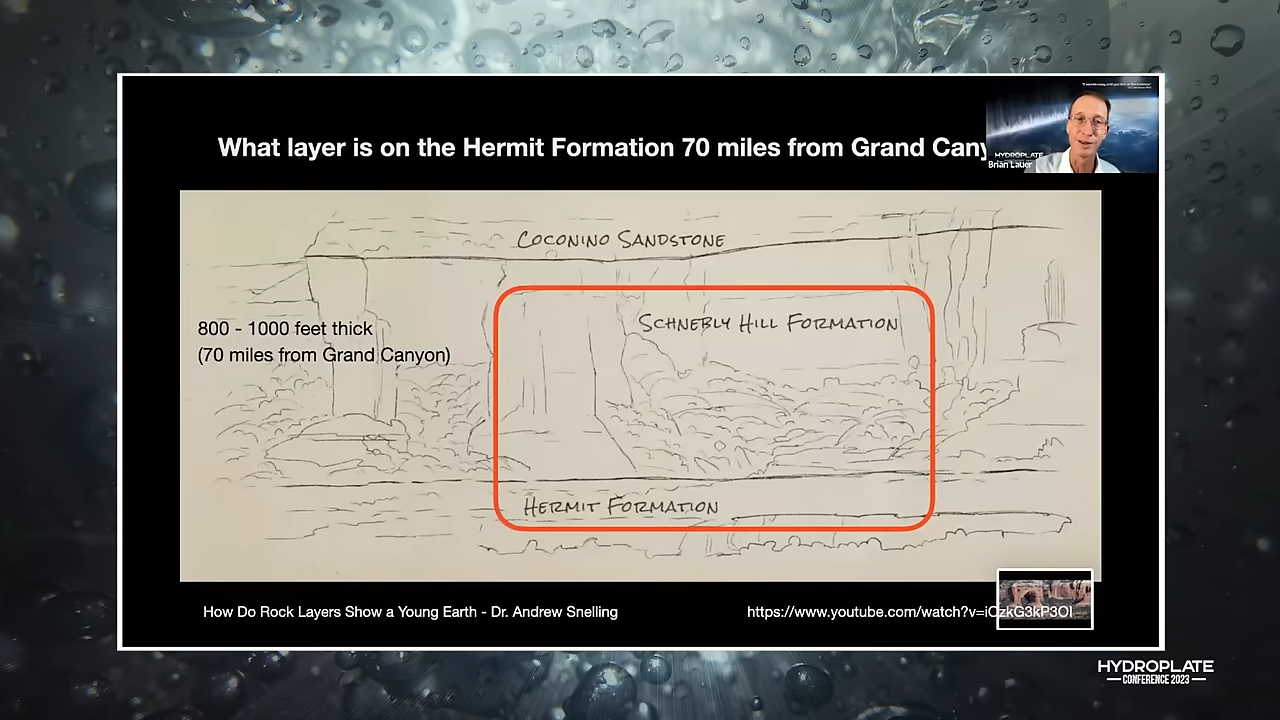 What layer is on the Hermit Formation 70 miles from Grand Cany
HYDROPLATE
Brian Lauer
COCONINO SANDSTONE
SCHNEBLY HILL FORMATION
800 - 1000 feet thick
(70 miles from Grand Canyon)
HERMIT FORMATION
How Do Rock Layers Show a Young Earth - Dr. Andrew Snelling
https://www.youtube.com/watch?v=iOzkG3kP3OI
HYDROPLATE
CONFERENCE 2023